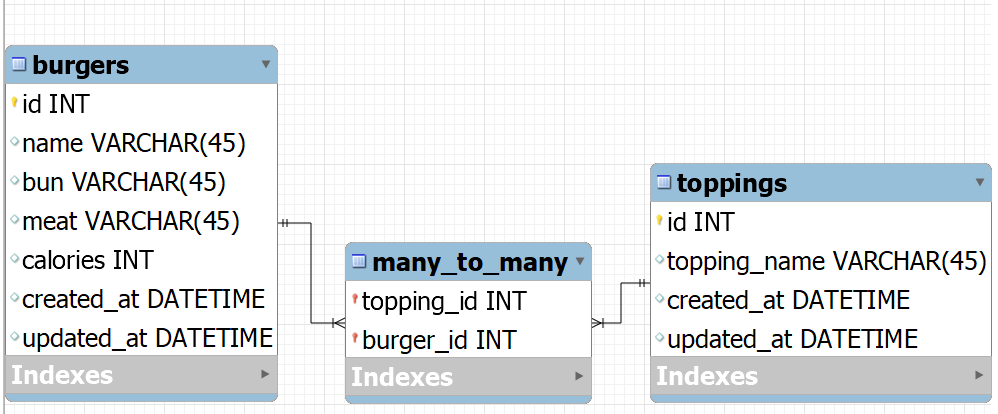 burgers
id INT
name VARCHAR(45)
bun VARCHAR(45)
meat VARCHAR(45)
calories INT
created_at DATETIME
updated_at DATETIME
Indexes
many_to_many
topping_id INT
burger_id INT
Indexes
toppings
id INT
topping_name VARCHAR(45)
created_at DATETIME
updated_at DATETIME
Indexes